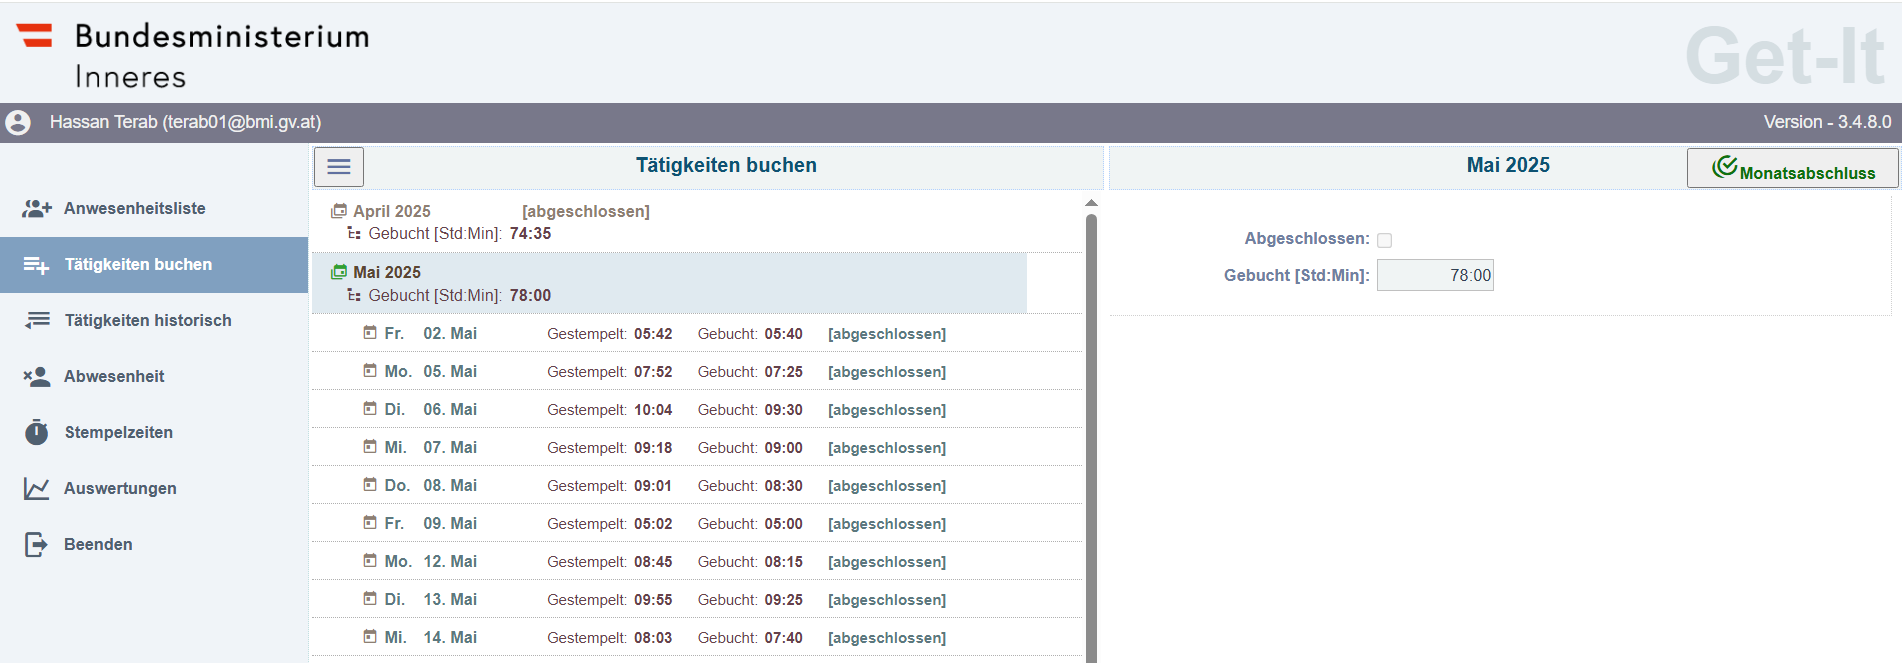 Bundesministerium
Inneres
Get-It
Hassan Terab (terab01@bmi.gv.at)
Version - 3.4.8.0
Anwesenheitsliste
Tätigkeiten buchen
Tätigkeiten historisch
Abwesenheit
Stempelzeiten
Auswertungen
Beenden
Tätigkeiten buchen
April 2025 [abgeschlossen]
Gebucht [Std:Min]: 74:35
Mai 2025
Gebucht [Std:Min]: 78:00
Fr. 02. Mai Gestempelt: 05:42 Gebucht: 05:40 [abgeschlossen]
Mo. 05. Mai Gestempelt: 07:52 Gebucht: 07:25 [abgeschlossen]
Di. 06. Mai Gestempelt: 10:04 Gebucht: 09:30 [abgeschlossen]
Mi. 07. Mai Gestempelt: 09:18 Gebucht: 09:00 [abgeschlossen]
Do. 08. Mai Gestempelt: 09:01 Gebucht: 08:30 [abgeschlossen]
Fr. 09. Mai Gestempelt: 05:02 Gebucht: 05:00 [abgeschlossen]
Mo. 12. Mai Gestempelt: 08:45 Gebucht: 08:15 [abgeschlossen]
Di. 13. Mai Gestempelt: 09:55 Gebucht: 09:25 [abgeschlossen]
Mi. 14. Mai Gestempelt: 08:03 Gebucht: 07:40 [abgeschlossen]
Mai 2025
Monatsabschluss
Abgeschlossen:
Gebucht [Std:Min]: 78:00